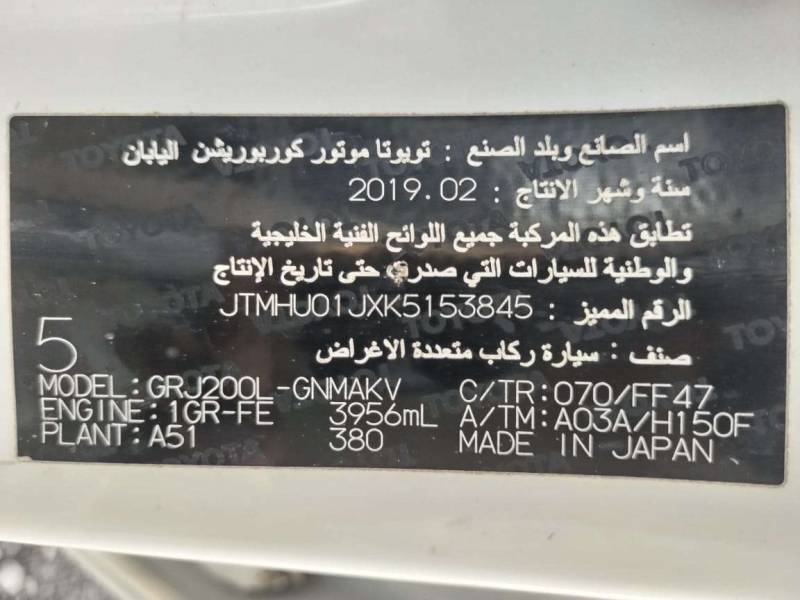 اسم الصانع وبلد الصنع : تويوتا موتور كوربوريشن اليابان
سنة وشهر الانتاج : 2019.02
تطابق هذه المركبة جميع اللوائح الفنية الخليجية
والوطنية للسيارات التي صدرت حتى تاريخ الإنتاج
الرقم المميز : JTMHU01JXK5153845
صنف : سيارة ركاب متعددة الاغراض
5
MODEL: GRJ200L-GNMAKV C/TR: 070/FF47
ENGINE: 1GR-FE 3956mL A/TM: A03A/H150F
PLANT: A51 380 MADE IN JAPAN